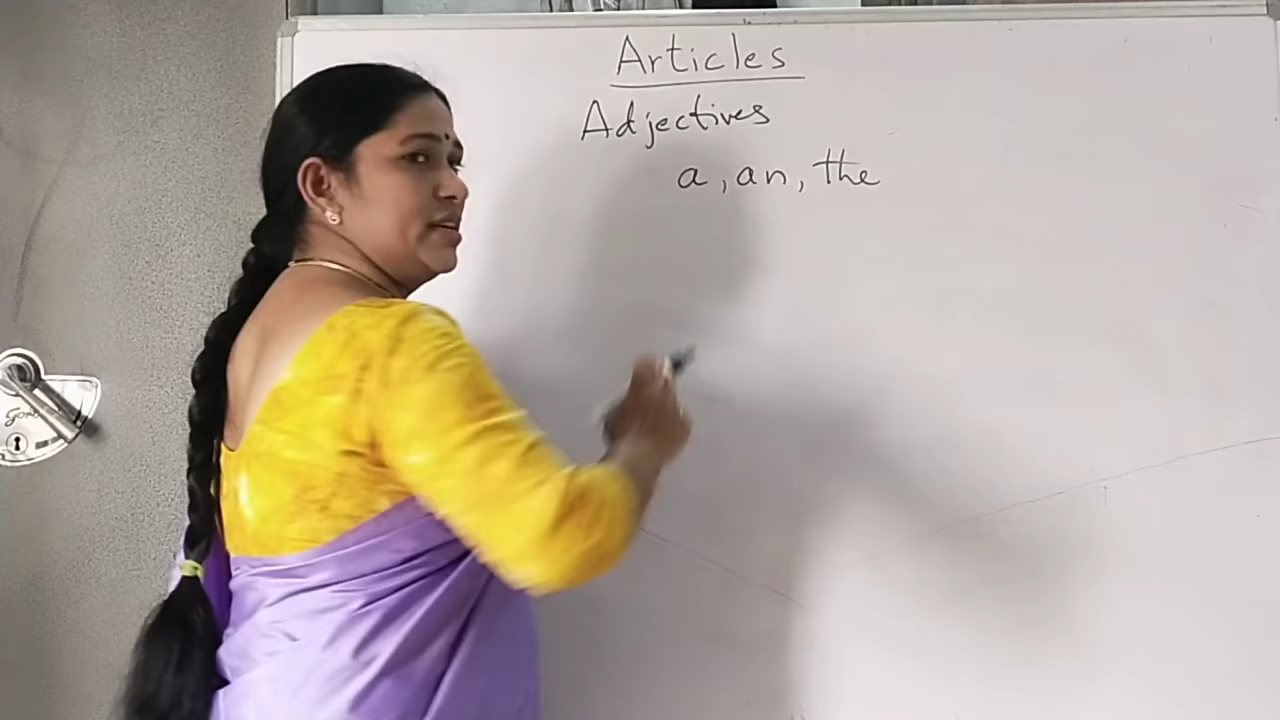 Articles
Adjectives
a, an, the